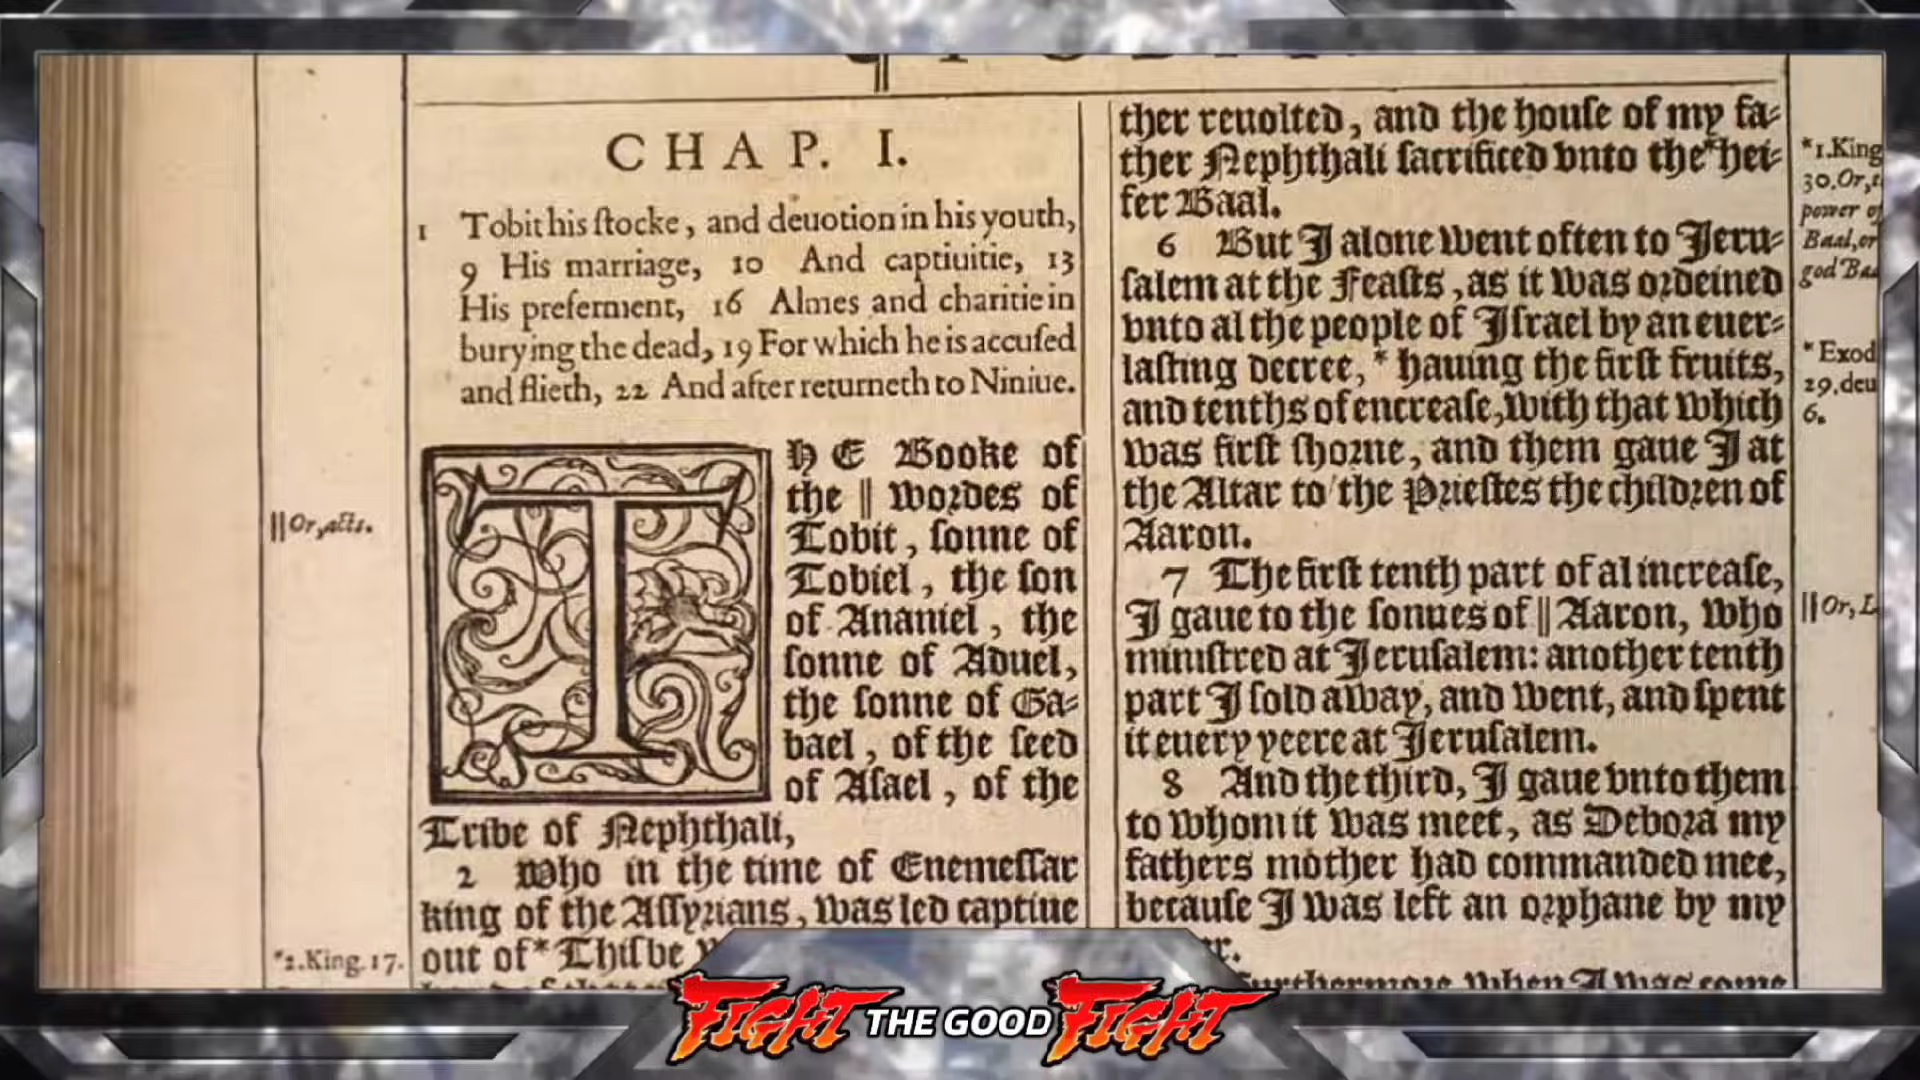 CHAP. I.
1 Tobit his ſtocke, and deuotion in his youth,
9 His marriage, 10 And captiuitie, 13
His preferment, 16 Almes and charitie in
burying the dead, 19 For which he is accuſed
and flieth, 22 And after returneth to Niniue.
THE Booke of
the || wordes of
Tobit, ſonne of
Tobiel, the ſon
of Ananiel, the
ſonne of Aduel,
the ſonne of Ga-
bael, of the ſeed
of Aſael, of the
Tribe of Nephthali,
2 Who in the time of Enemeſſar
king of the Aſſyrians, was led captiue
out of * Thiſbe
||Or,acts.
*2.King.17.
ther reuolted, and the houſe of my fa-
ther Nephthali ſacrificed vnto the *hei-
fer Baal.
6 But I alone went often to Jeru-
ſalem at the Feaſts, as it was ordeined
vnto al the people of Iſrael by an euer-
laſting decree, * hauing the firſt fruits,
and tenths of encreaſe, with that which
was firſt ſhorne, and them gaue I at
the Altar to the Prieſtes the children of
Aaron.
7 The firſt tenth part of al increaſe,
I gaue to the ſonnes of || Aaron, who
miniſtred at Jeruſalem: another tenth
part I ſold away, and went, and ſpent
it euery yeere at Jeruſalem.
8 And the third, I gaue vnto them
to whom it was meet, as Debora my
fathers mother had commanded mee,
becauſe I was left an orphane by my
Furthermore when I was come
*1.King
30.Or,t
power of
Baal,or
god Baa
*Exod
29.deu
6.
||Or, L
FIGHT THE GOOD FIGHT